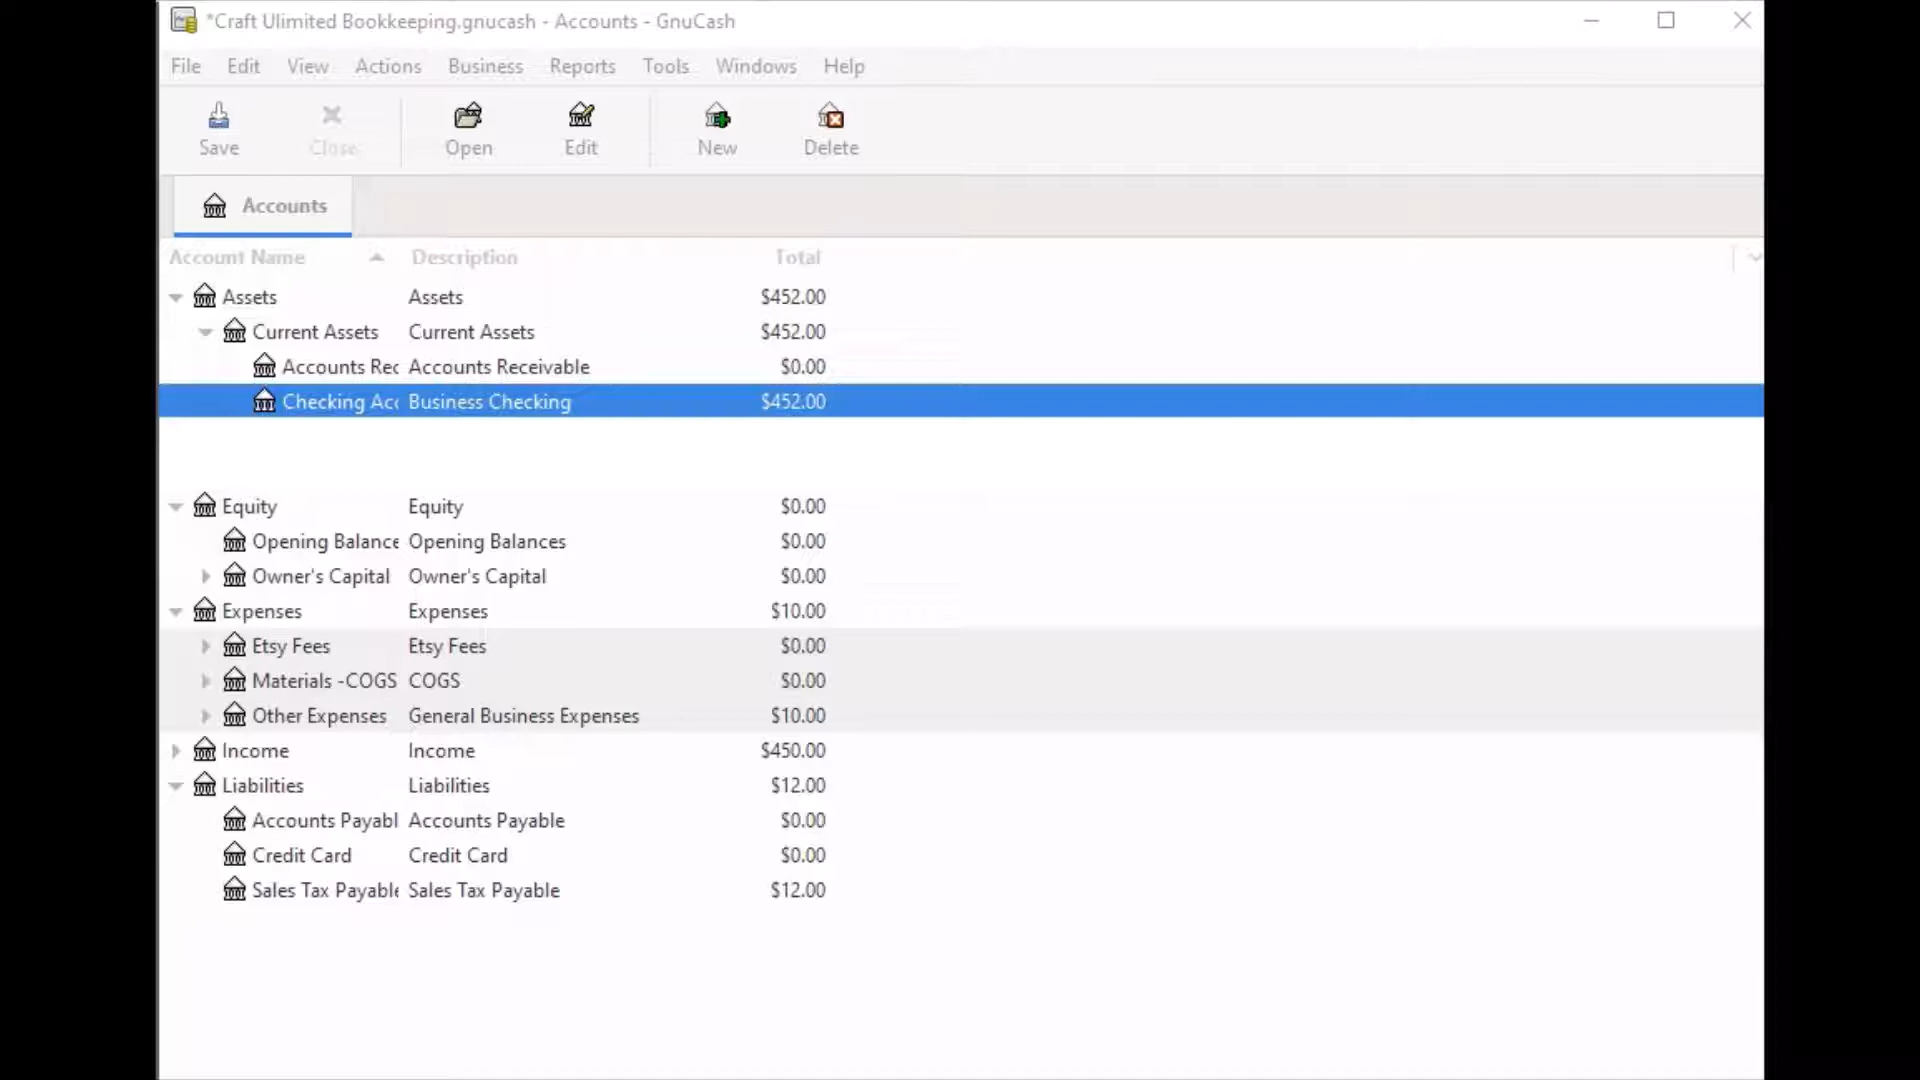 *Craft Ulimited Bookkeeping.gnucash - Accounts - GnuCash
File Edit View Actions Business Reports Tools Windows Help
Save Close Open Edit New Delete
Accounts
Account Name Description Total
Assets Assets $452.00
Current Assets Current Assets $452.00
Accounts Rec Accounts Receivable $0.00
Checking Acc Business Checking $452.00
Equity Equity $0.00
Opening Balance Opening Balances $0.00
Owner's Capital Owner's Capital $0.00
Expenses Expenses $10.00
Etsy Fees Etsy Fees $0.00
Materials -COGS COGS $0.00
Other Expenses General Business Expenses $10.00
Income Income $450.00
Liabilities Liabilities $12.00
Accounts Payabl Accounts Payable $0.00
Credit Card Credit Card $0.00
Sales Tax Payable Sales Tax Payable $12.00